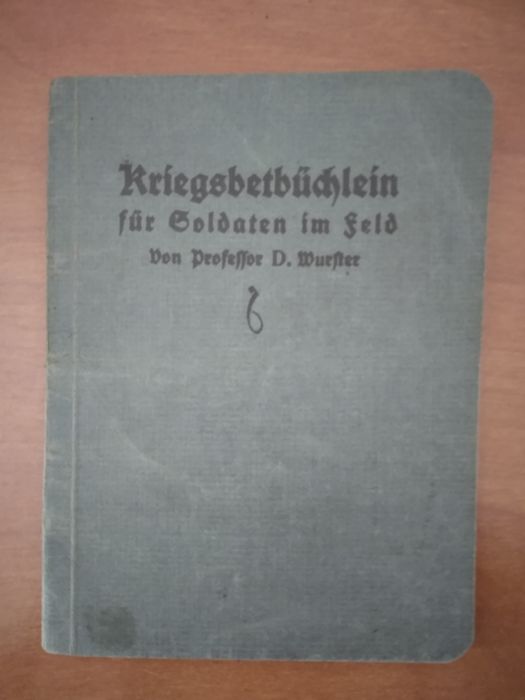 Kriegsbetbüchlein
für Soldaten im Feld
Von Professor D. Wurster
6